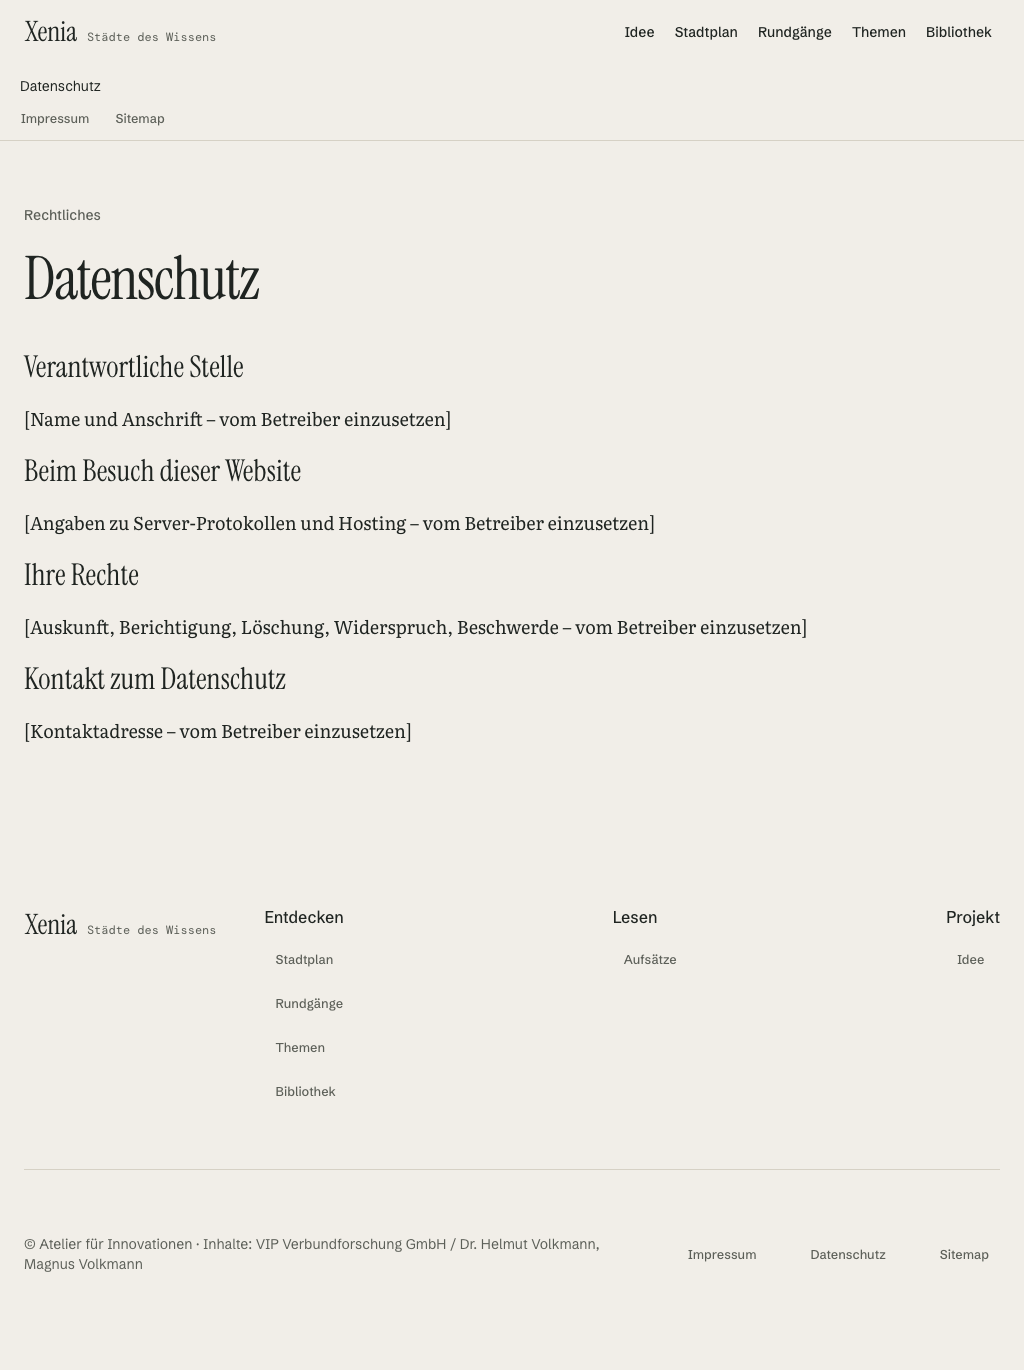 Xenia Städte des Wissens
Idee Stadtplan Rundgänge Themen Bibliothek
Datenschutz
Impressum Sitemap
Rechtliches
Datenschutz
Verantwortliche Stelle
[Name und Anschrift – vom Betreiber einzusetzen]
Beim Besuch dieser Website
[Angaben zu Server-Protokollen und Hosting – vom Betreiber einzusetzen]
Ihre Rechte
[Auskunft, Berichtigung, Löschung, Widerspruch, Beschwerde – vom Betreiber einzusetzen]
Kontakt zum Datenschutz
[Kontaktadresse – vom Betreiber einzusetzen]
Xenia Städte des Wissens
Entdecken
Stadtplan
Rundgänge
Themen
Bibliothek
Lesen
Aufsätze
Projekt
Idee
© Atelier für Innovationen · Inhalte: VIP Verbundforschung GmbH / Dr. Helmut Volkmann,
Magnus Volkmann
Impressum Datenschutz Sitemap